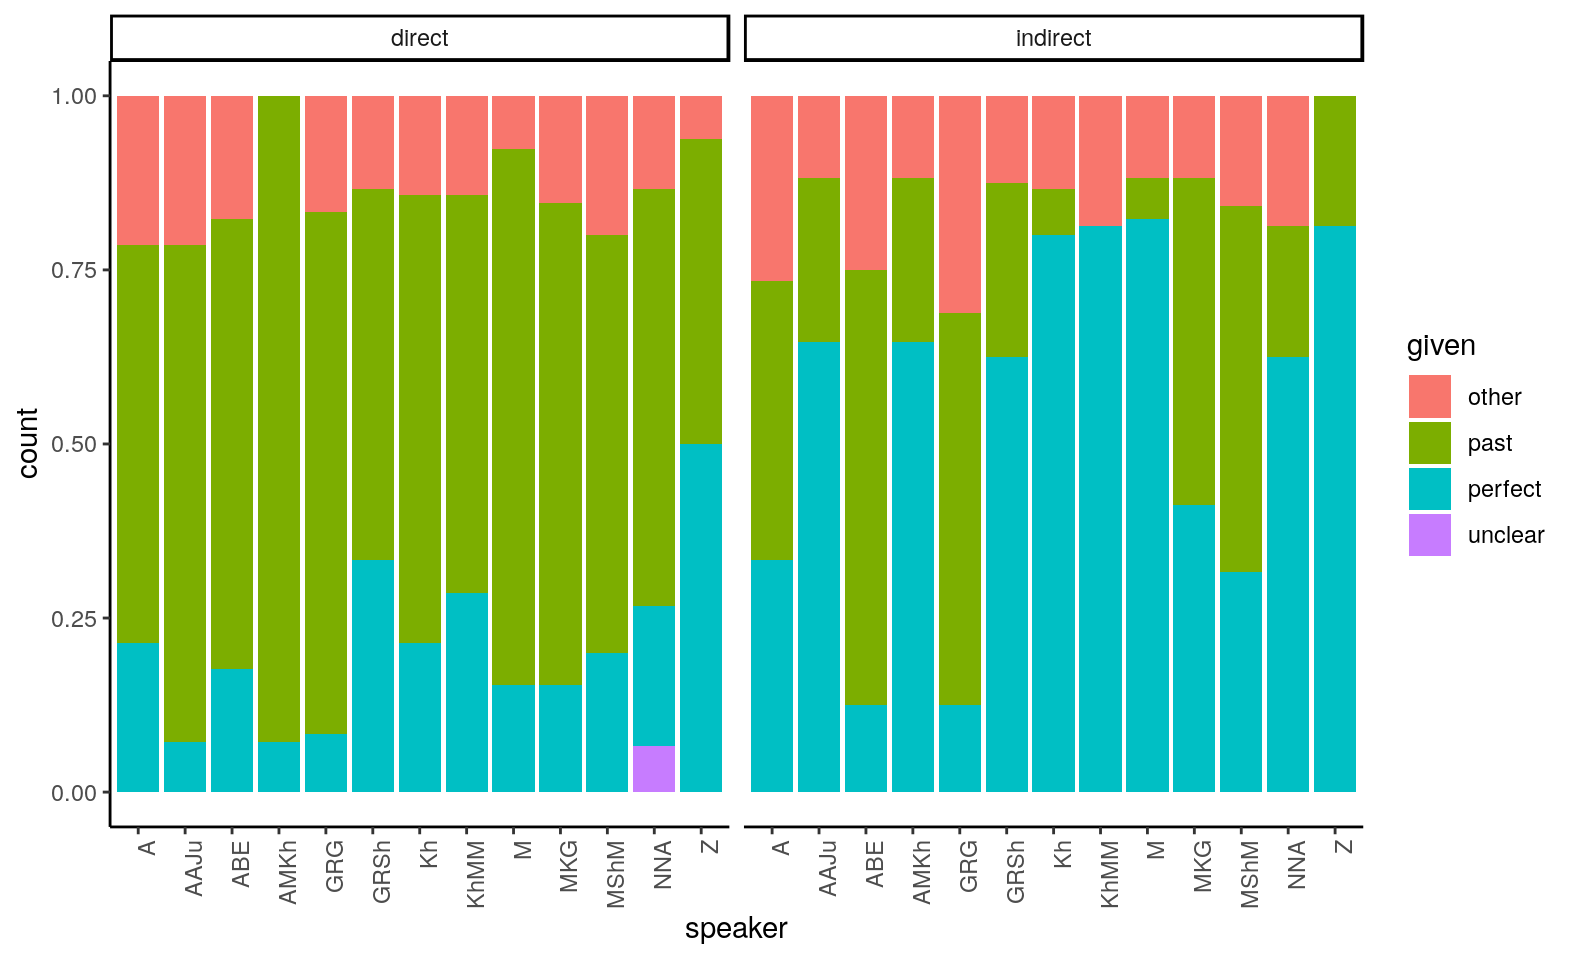 direct
indirect
1.00
0.75
0.50
0.25
0.00
count
A AAJu ABE AMKh GRG GRSh Kh KhMM M MKG MShM NNA Z
A AAJu ABE AMKh GRG GRSh Kh KhMM M MKG MShM NNA Z
speaker
given
other
past
perfect
unclear